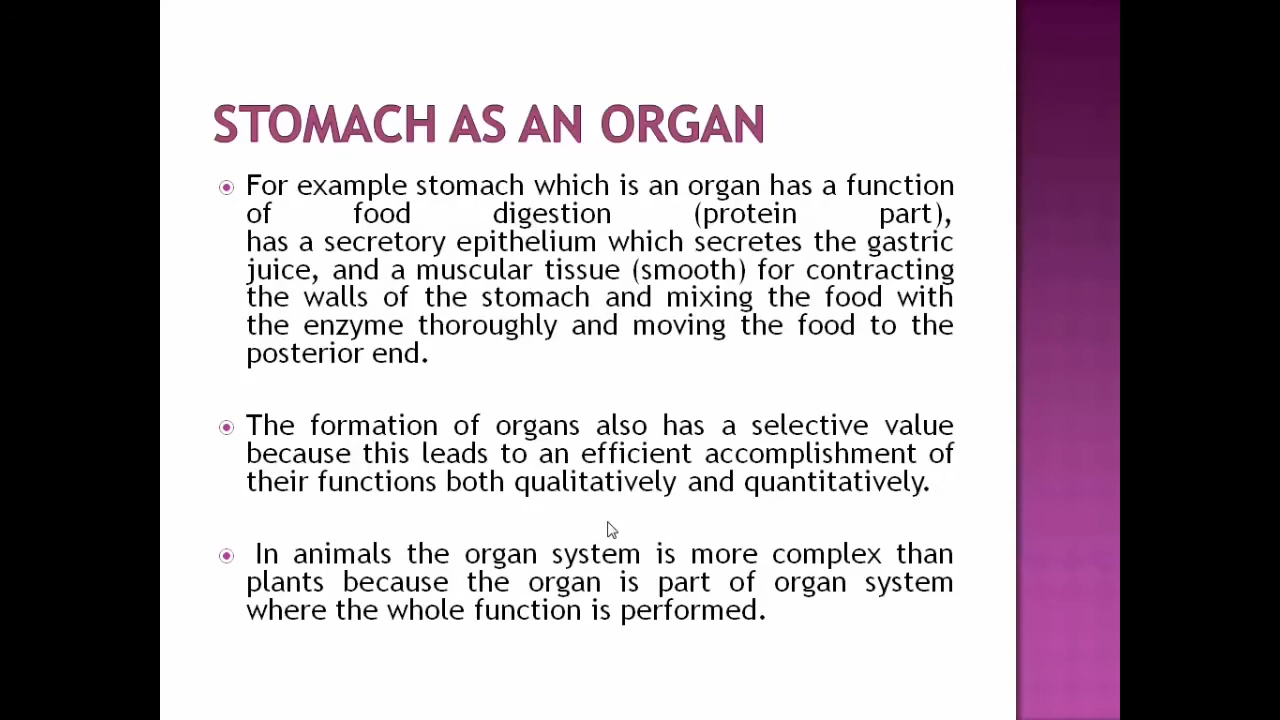 STOMACH AS AN ORGAN
For example stomach which is an organ has a function
of food digestion (protein part),
has a secretory epithelium which secretes the gastric
juice, and a muscular tissue (smooth) for contracting
the walls of the stomach and mixing the food with
the enzyme thoroughly and moving the food to the
posterior end.
The formation of organs also has a selective value
because this leads to an efficient accomplishment of
their functions both qualitatively and quantitatively.
In animals the organ system is more complex than
plants because the organ is part of organ system
where the whole function is performed.